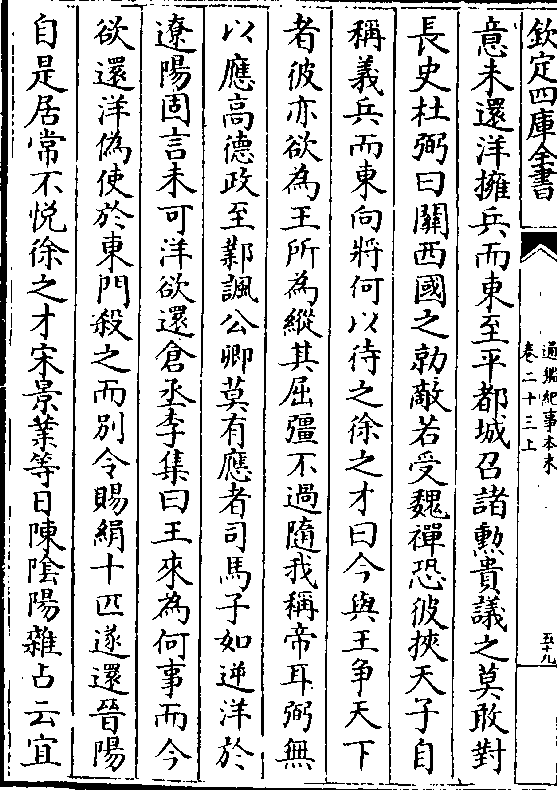 欽定四庫全書
通鑑紀事本末
卷二十三上
五十九
意未還洋擁兵而東至平都城召諸勲貴議之莫敢對
長史杜弼曰關西國之勍敵若受魏禪恐彼挾天子自
稱義兵而東向將何以待之徐之才曰今與王争天下
者彼亦欲為王所為縱其屈彊不過隨我稱帝耳弼無
以應高德政至鄴諷公卿莫有應者司馬子如逆洋於
遼陽固言未可洋欲還倉丞李集曰王來為何事而今
欲還洋偽使於東門殺之而別令賜絹十匹遂還晉陽
自是居常不悅徐之才宋景業等日陳隂陽雜占云宜